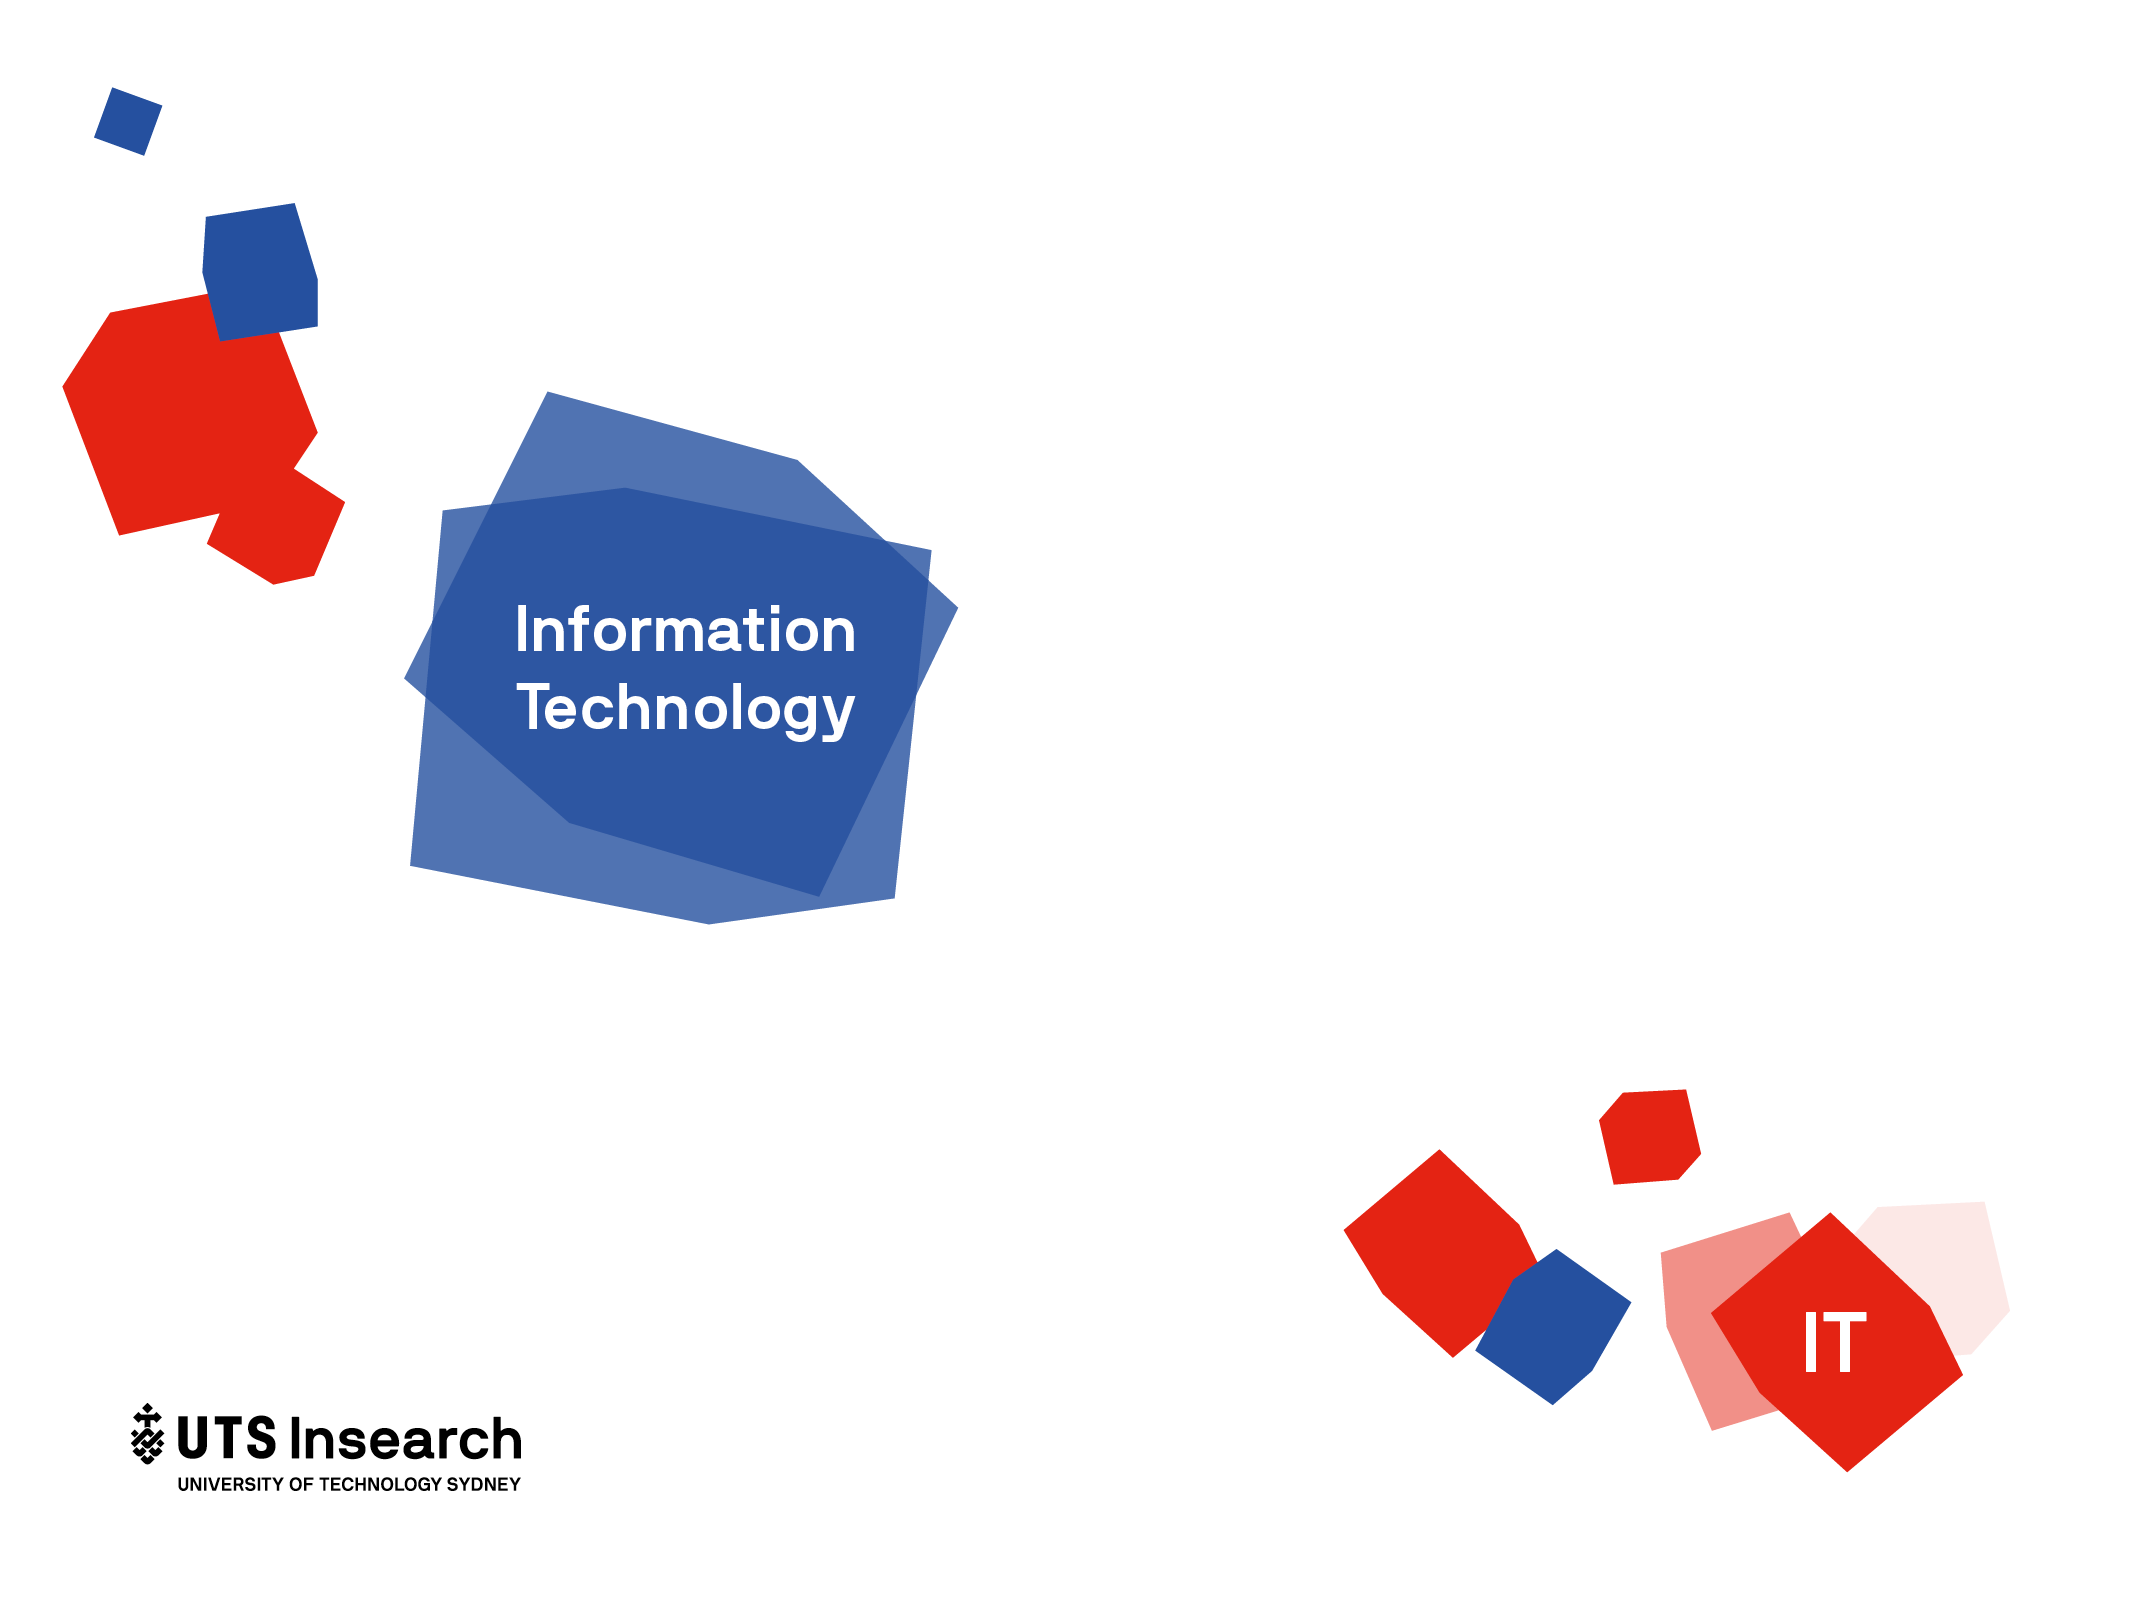 Information
Technology
IT
UTS Insearch
UNIVERSITY OF TECHNOLOGY SYDNEY